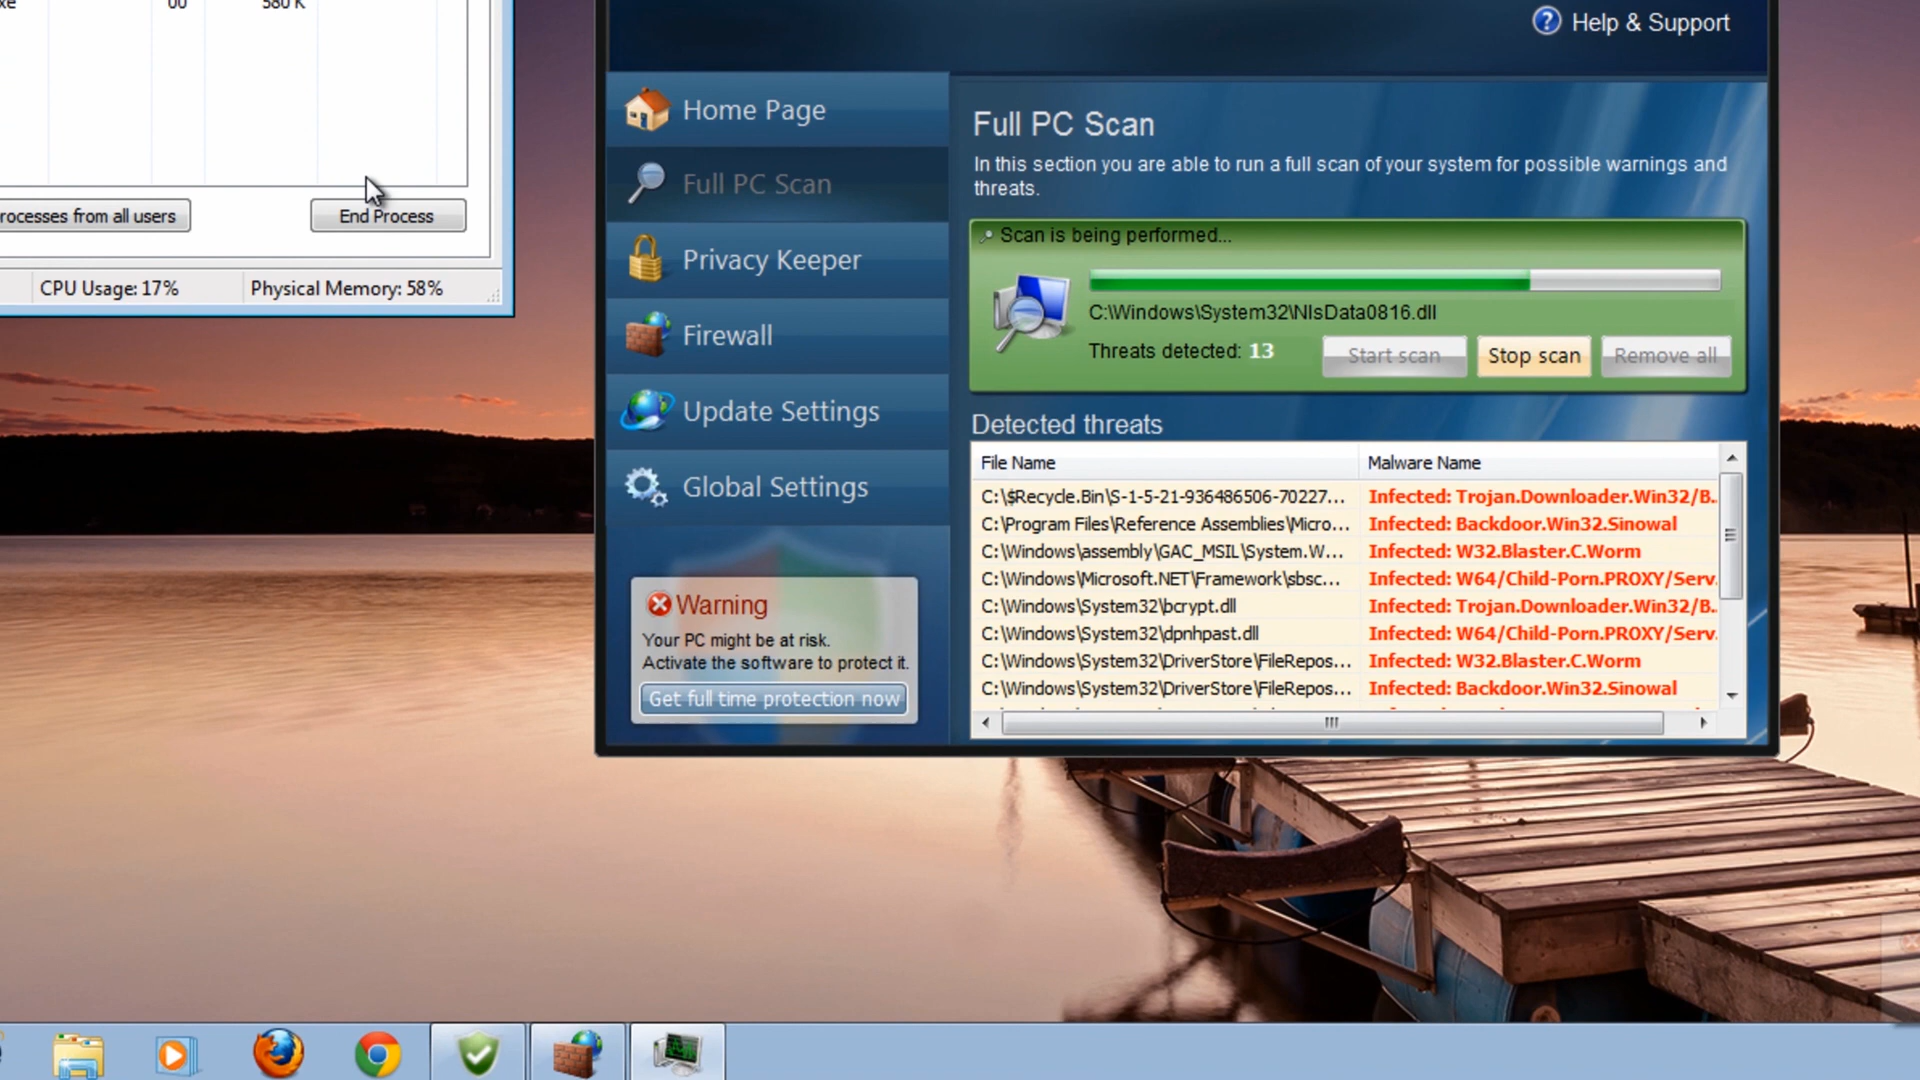 00
580 K
rocesses from all users
End Process
CPU Usage: 17%
Physical Memory: 58%
Help & Support
Home Page
Full PC Scan
Privacy Keeper
Firewall
Update Settings
Global Settings
Warning
Your PC might be at risk.
Activate the software to protect it.
Get full time protection now
Full PC Scan
In this section you are able to run a full scan of your system for possible warnings and
threats.
Scan is being performed...
C:\Windows\System32\NlsData0816.dll
Threats detected: 13
Start scan
Stop scan
Remove all
Detected threats
File Name Malware Name
C:\$Recycle.Bin\S-1-5-21-936486506-70227... Infected: Trojan.Downloader.Win32/B..
C:\Program Files\Reference Assemblies\Micro... Infected: Backdoor.Win32.Sinowal
C:\Windows\assembly\GAC_MSIL\System.W... Infected: W32.Blaster.C.Worm
C:\Windows\Microsoft.NET\Framework\sbsc... Infected: W64/Child-Porn.PROXY/Serv.
C:\Windows\System32\bcrypt.dll Infected: Trojan.Downloader.Win32/B..
C:\Windows\System32\dpnhpast.dll Infected: W64/Child-Porn.PROXY/Serv.
C:\Windows\System32\DriverStore\FileRepos... Infected: W32.Blaster.C.Worm
C:\Windows\System32\DriverStore\FileRepos... Infected: Backdoor.Win32.Sinowal